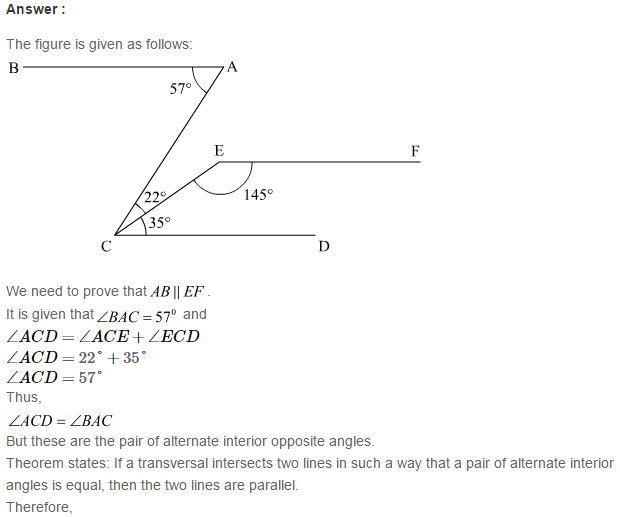 Answer :
The figure is given as follows:
B A
57°
E F
22° 145°
35°
C D
We need to prove that AB || EF .
It is given that ∠BAC = 57⁰ and
∠ACD = ∠ACE + ∠ECD
∠ACD = 22° + 35°
∠ACD = 57°
Thus,
∠ACD = ∠BAC
But these are the pair of alternate interior opposite angles.
Theorem states: If a transversal intersects two lines in such a way that a pair of alternate interior
angles is equal, then the two lines are parallel.
Therefore,